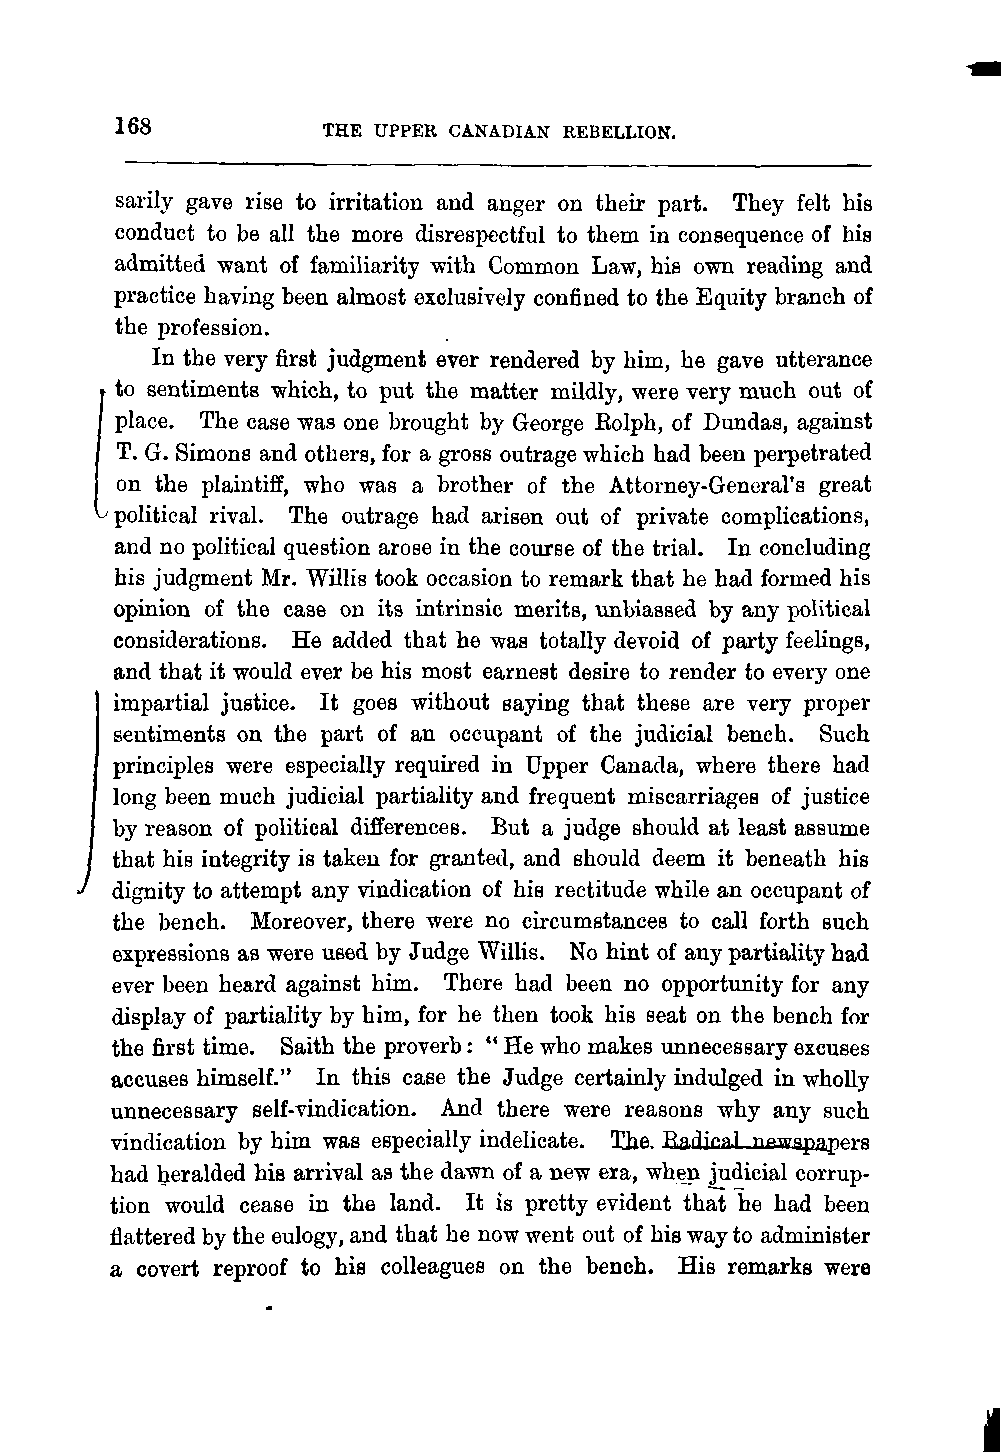 168
THE UPPER CANADIAN REBELLION.
sarily gave rise to irritation and anger on their part. They felt his
conduct to be all the more disrespectful to them in consequence of his
admitted want of familiarity with Common Law, his own reading and
practice having been almost exclusively confined to the Equity branch of
the profession.
In the very first judgment ever rendered by him, he gave utterance
to sentiments which, to put the matter mildly, were very much out of
place. The case was one brought by George Rolph, of Dundas, against
T. G. Simons and others, for a gross outrage which had been perpetrated
on the plaintiff, who was a brother of the Attorney-General's great
political rival. The outrage had arisen out of private complications,
and no political question arose in the course of the trial. In concluding
his judgment Mr. Willis took occasion to remark that he had formed his
opinion of the case on its intrinsic merits, unbiassed by any political
considerations. He added that he was totally devoid of party feelings,
and that it would ever be his most earnest desire to render to every one
impartial justice. It goes without saying that these are very proper
sentiments on the part of an occupant of the judicial bench. Such
principles were especially required in Upper Canada, where there had
long been much judicial partiality and frequent miscarriages of justice
by reason of political differences. But a judge should at least assume
that his integrity is taken for granted, and should deem it beneath his
dignity to attempt any vindication of his rectitude while an occupant of
the bench. Moreover, there were no circumstances to call forth such
expressions as were used by Judge Willis. No hint of any partiality had
ever been heard against him. There had been no opportunity for any
display of partiality by him, for he then took his seat on the bench for
the first time. Saith the proverb: "He who makes unnecessary excuses
accuses himself." In this case the Judge certainly indulged in wholly
unnecessary self-vindication. And there were reasons why any such
vindication by him was especially indelicate. The Radical newspapers
had heralded his arrival as the dawn of a new era, when judicial corrup-
tion would cease in the land. It is pretty evident that he had been
flattered by the eulogy, and that he now went out of his way to administer
a covert reproof to his colleagues on the bench. His remarks were